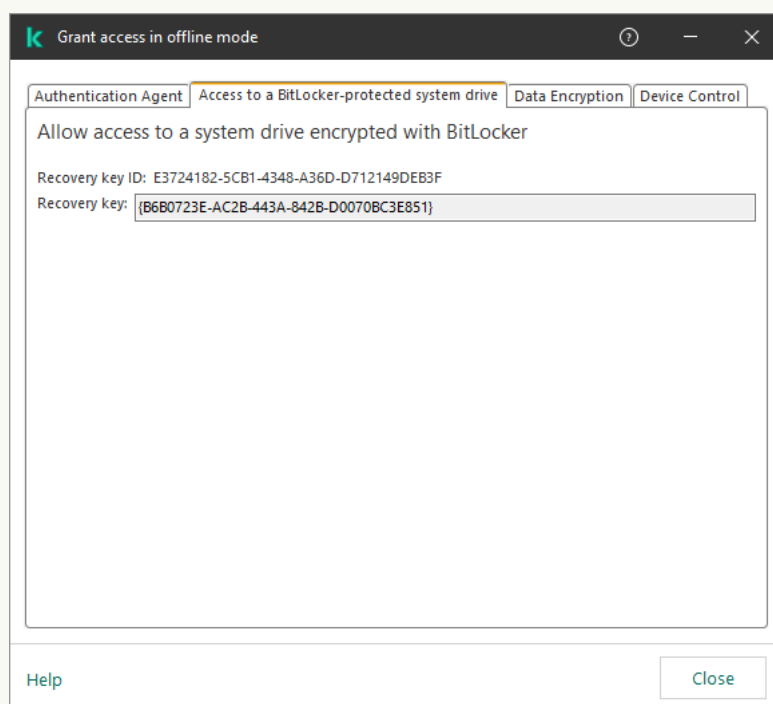 Grant access in offline mode
Authentication Agent Access to a BitLocker-protected system drive Data Encryption Device Control
Allow access to a system drive encrypted with BitLocker
Recovery key ID: E3724182-5CB1-4348-A36D-D712149DEB3F
Recovery key: {B6B0723E-AC2B-443A-842B-D0070BC3E851}
Help Close